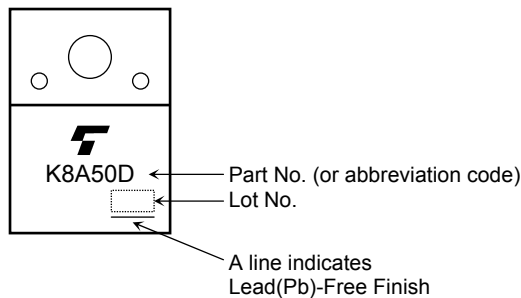 K8A50D
Part No. (or abbreviation code)
Lot No.
A line indicates
Lead(Pb)-Free Finish